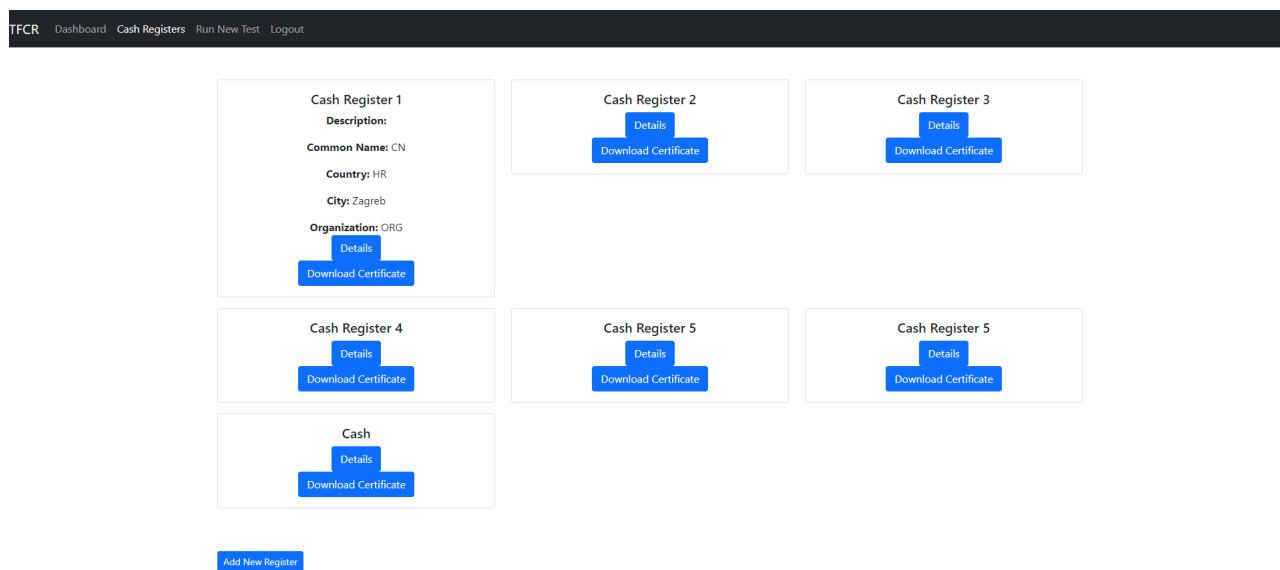 TFCR Dashboard Cash Registers Run New Test Logout
Cash Register 1
Description:
Common Name: CN
Country: HR
City: Zagreb
Organization: ORG
Details
Download Certificate
Cash Register 2
Details
Download Certificate
Cash Register 3
Details
Download Certificate
Cash Register 4
Details
Download Certificate
Cash Register 5
Details
Download Certificate
Cash Register 5
Details
Download Certificate
Cash
Details
Download Certificate
Add New Register